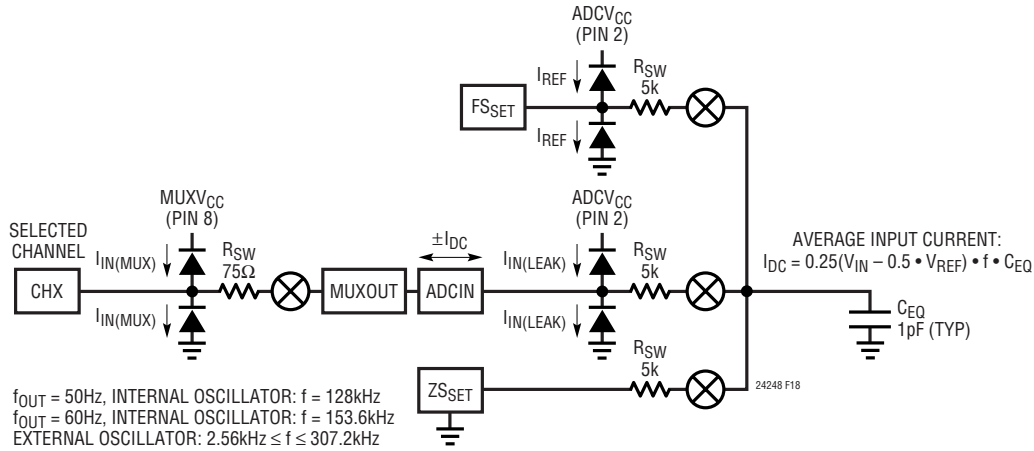 ADCVCC
(PIN 2)
IREF
RSW
5k
FSSET
IREF
MUXVCC
(PIN 8)
ADCVCC
(PIN 2)
SELECTED
CHANNEL
IIN(MUX)
RSW
75Ω
±IDC
IIN(LEAK)
RSW
5k
AVERAGE INPUT CURRENT:
IDC = 0.25(VIN – 0.5 • VREF) • f • CEQ
CHX
MUXOUT
ADCIN
IIN(MUX)
IIN(LEAK)
CEQ
1pF (TYP)
RSW
5k
ZSSET
24248 F18
fOUT = 50Hz, INTERNAL OSCILLATOR: f = 128kHz
fOUT = 60Hz, INTERNAL OSCILLATOR: f = 153.6kHz
EXTERNAL OSCILLATOR: 2.56kHz ≤ f ≤ 307.2kHz